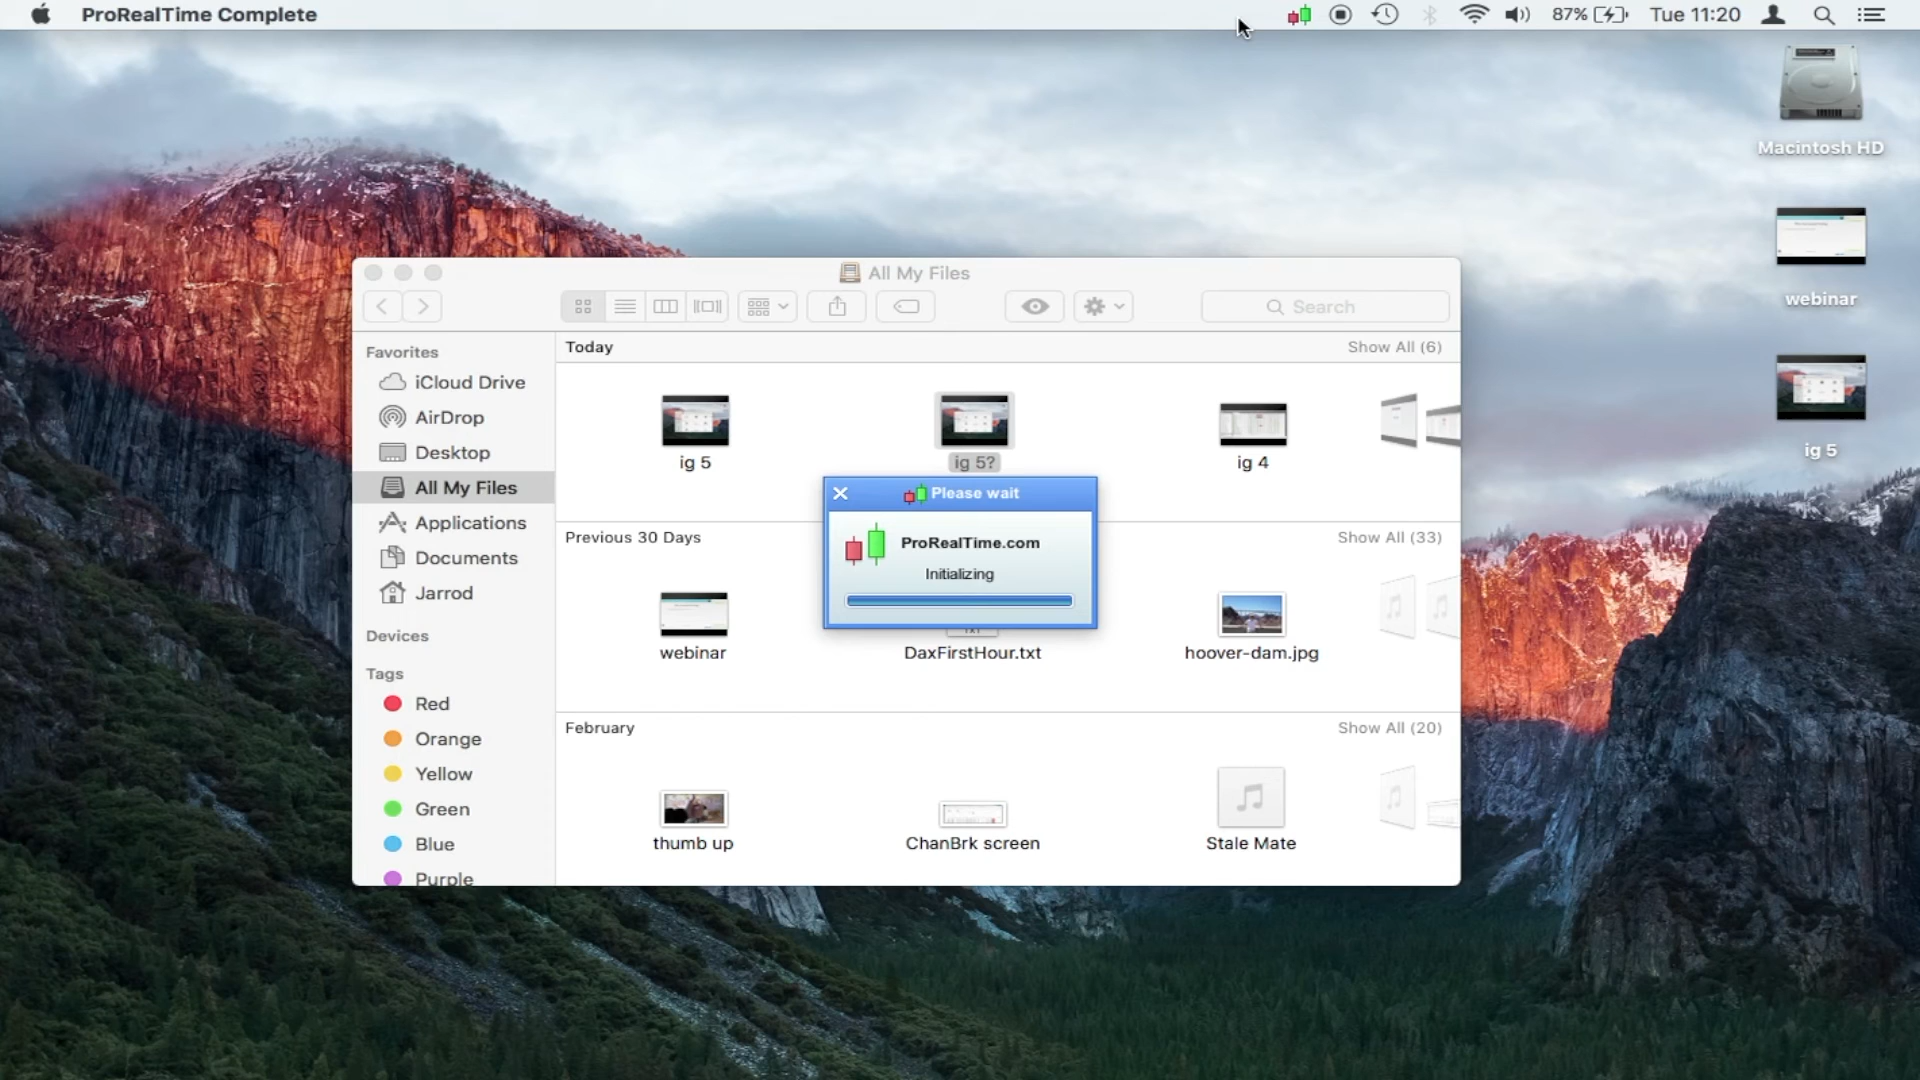 ProRealTime Complete
87%
Tue 11:20
Macintosh HD
webinar
ig 5
All My Files
Search
Favorites
iCloud Drive
AirDrop
Desktop
All My Files
Applications
Documents
Jarrod
Devices
Tags
Red
Orange
Yellow
Green
Blue
Purple
Today
Show All (6)
ig 5
ig 5?
ig 4
Please wait
ProRealTime.com
Initializing
Previous 30 Days
Show All (33)
webinar
DaxFirstHour.txt
hoover-dam.jpg
February
Show All (20)
thumb up
ChanBrk screen
Stale Mate